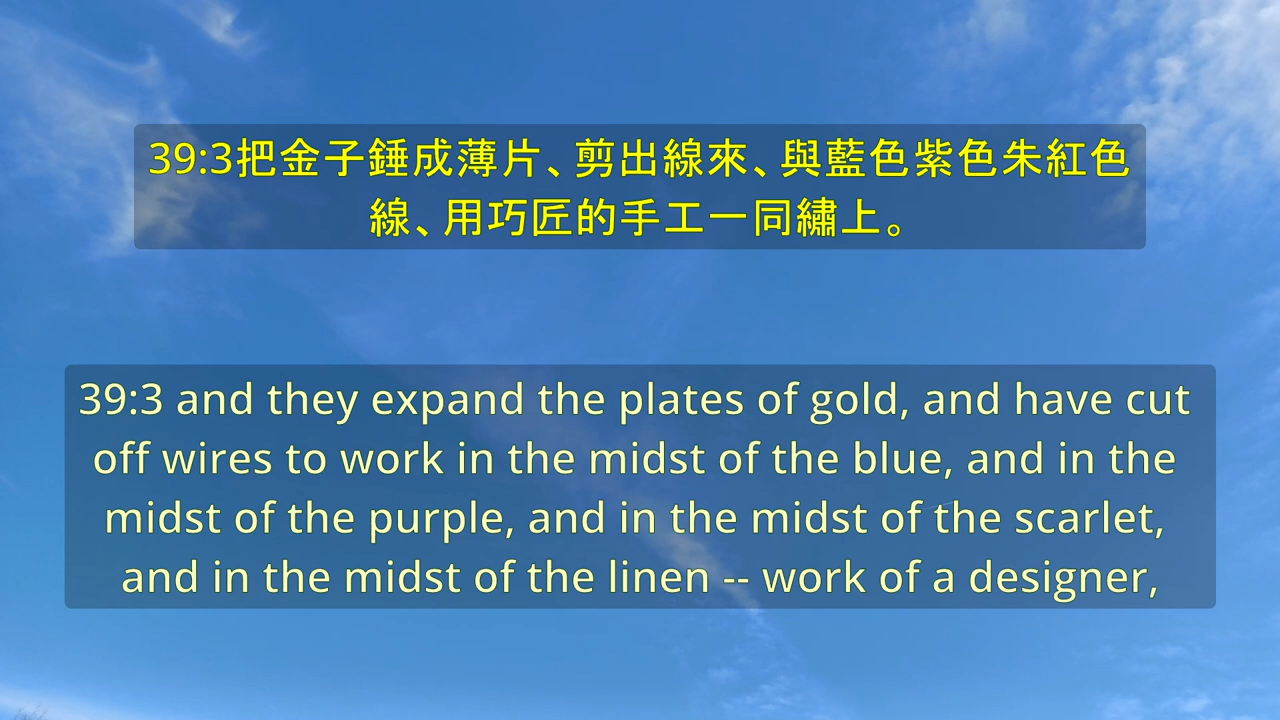 39:3把金子錘成薄片、剪出線來、與藍色紫色朱紅色
線、用巧匠的手工一同繡上。
39:3 and they expand the plates of gold, and have cut
off wires to work in the midst of the blue, and in the
midst of the purple, and in the midst of the scarlet,
and in the midst of the linen -- work of a designer,